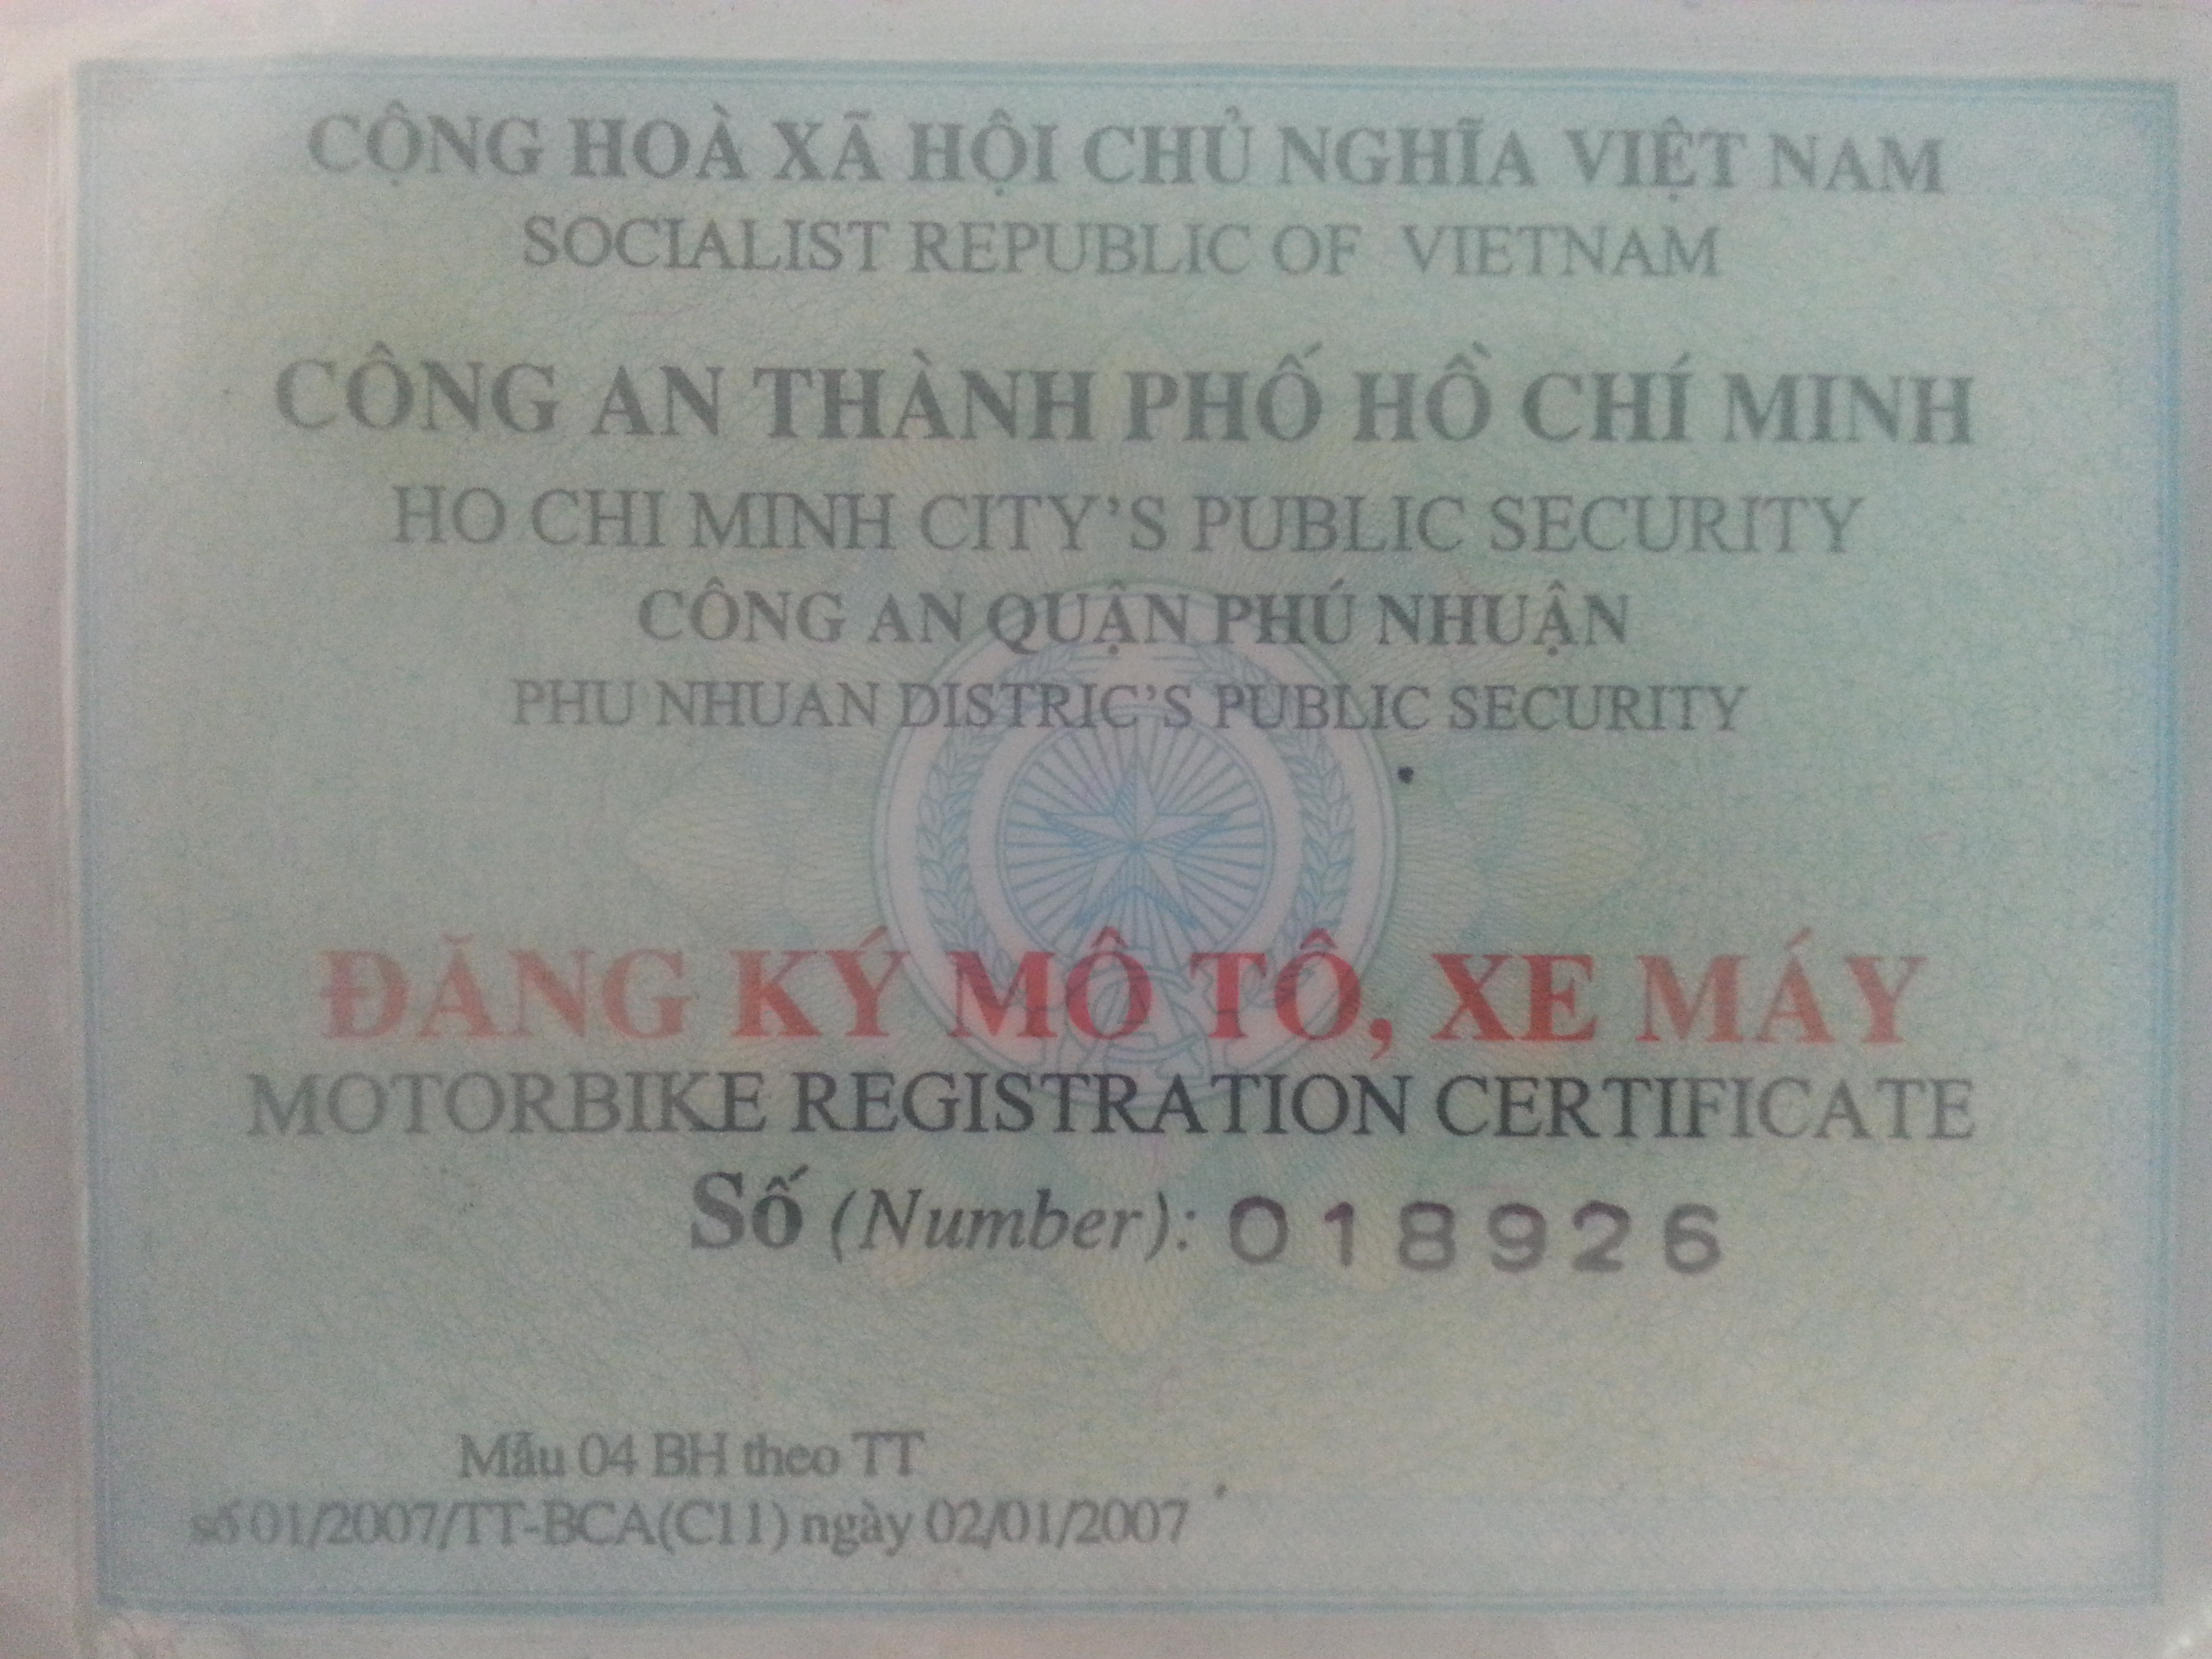 CỘNG HOÀ XÃ HỘI CHỦ NGHĨA VIỆT NAM
SOCIALIST REPUBLIC OF VIETNAM
CÔNG AN THÀNH PHỐ HỒ CHÍ MINH
HO CHI MINH CITY'S PUBLIC SECURITY
CÔNG AN QUẬN PHÚ NHUẬN
PHU NHUAN DISTRIC'S PUBLIC SECURITY
ĐĂNG KÝ MÔ TÔ, XE MÁY
MOTORBIKE REGISTRATION CERTIFICATE
Số (Number): 018926
Mẫu 04 BH theo TT
số 01/2007/TT-BCA(C11) ngày 02/01/2007